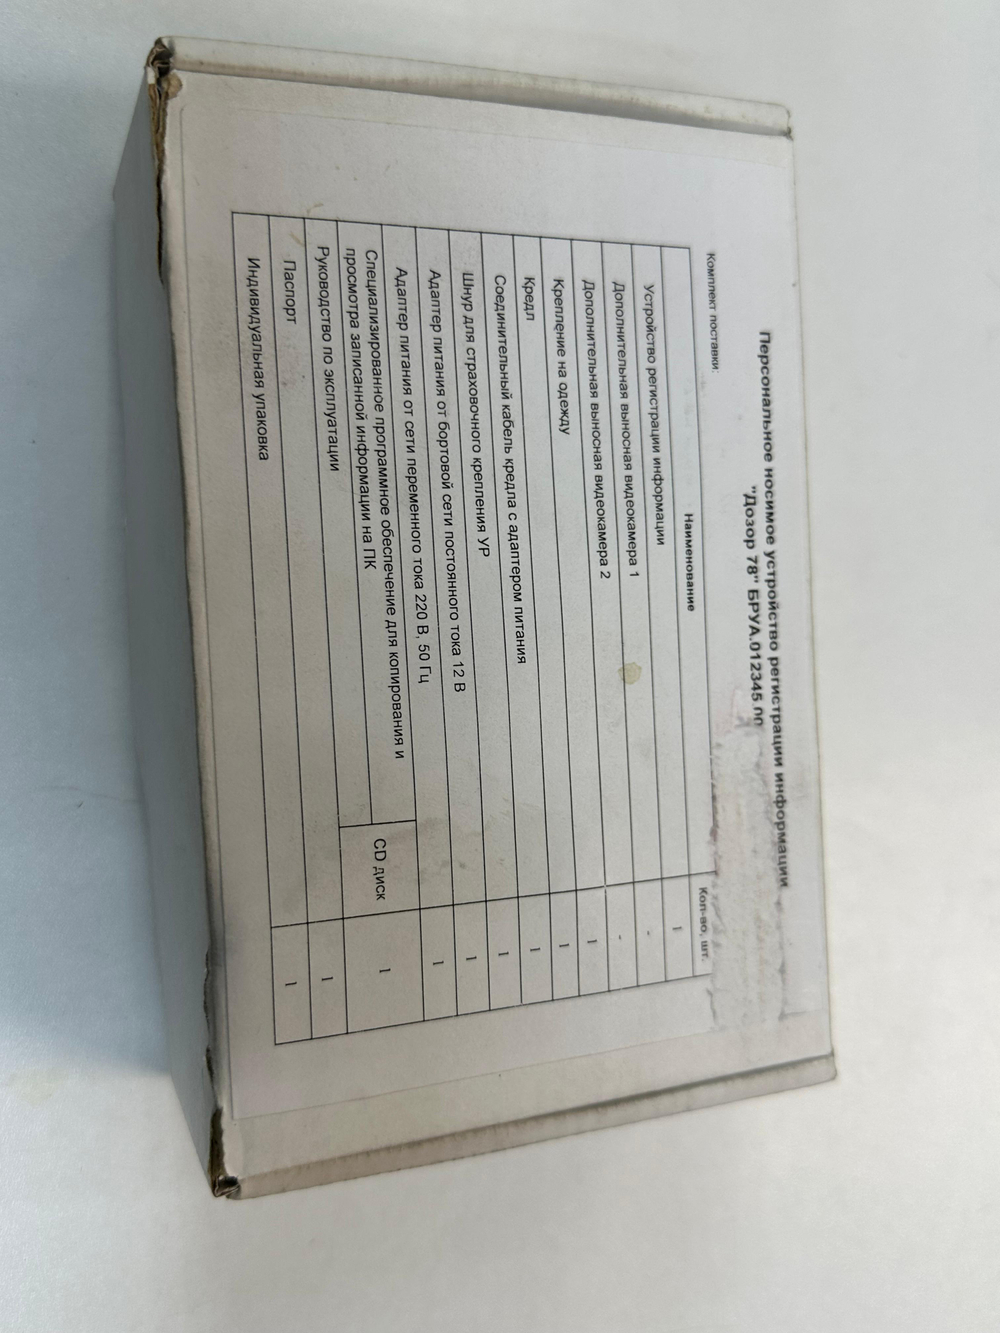 Персональное носимое устройство регистрации информации
"Дозор 78" БРУА.012345.00
Комплект поставки:
Наименование Кол-во, шт.
Устройство регистрации информации 1
Дополнительная выносная видеокамера 1 -
Дополнительная выносная видеокамера 2 -
Крепление на одежду 1
Кредл 1
Соединительный кабель кредла с адаптером питания 1
Шнур для страховочного крепления УР 1
Адаптер питания от бортовой сети постоянного тока 12 В 1
Адаптер питания от сети переменного тока 220 В, 50 Гц 1
Специализированное программное обеспечение для копирования и
просмотра записанной информации на ПК
Руководство по эксплуатации
CD диск 1
Паспорт 1
Индивидуальная упаковка 1